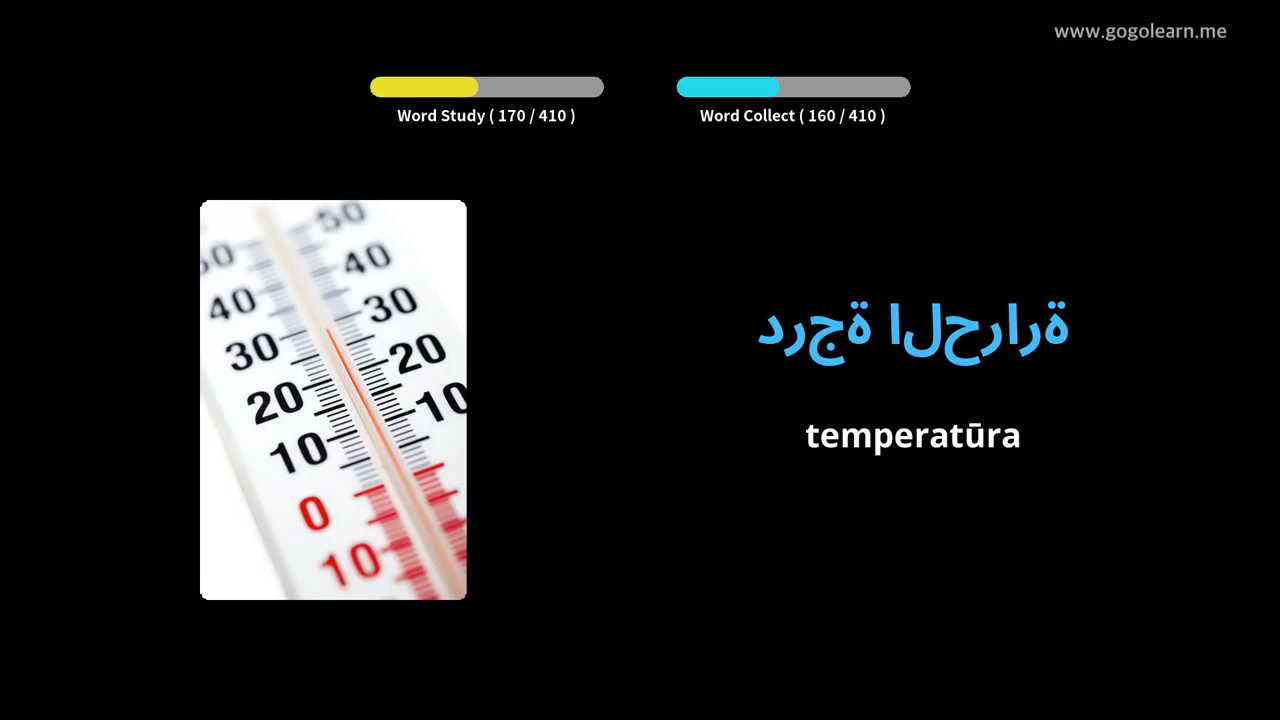 www.gogolearn.me
Word Study ( 170 / 410 )
Word Collect ( 160 / 410 )
50
50
40
40
30
30
20
20
10
10
0
10
درجة الحرارة
temperatūra